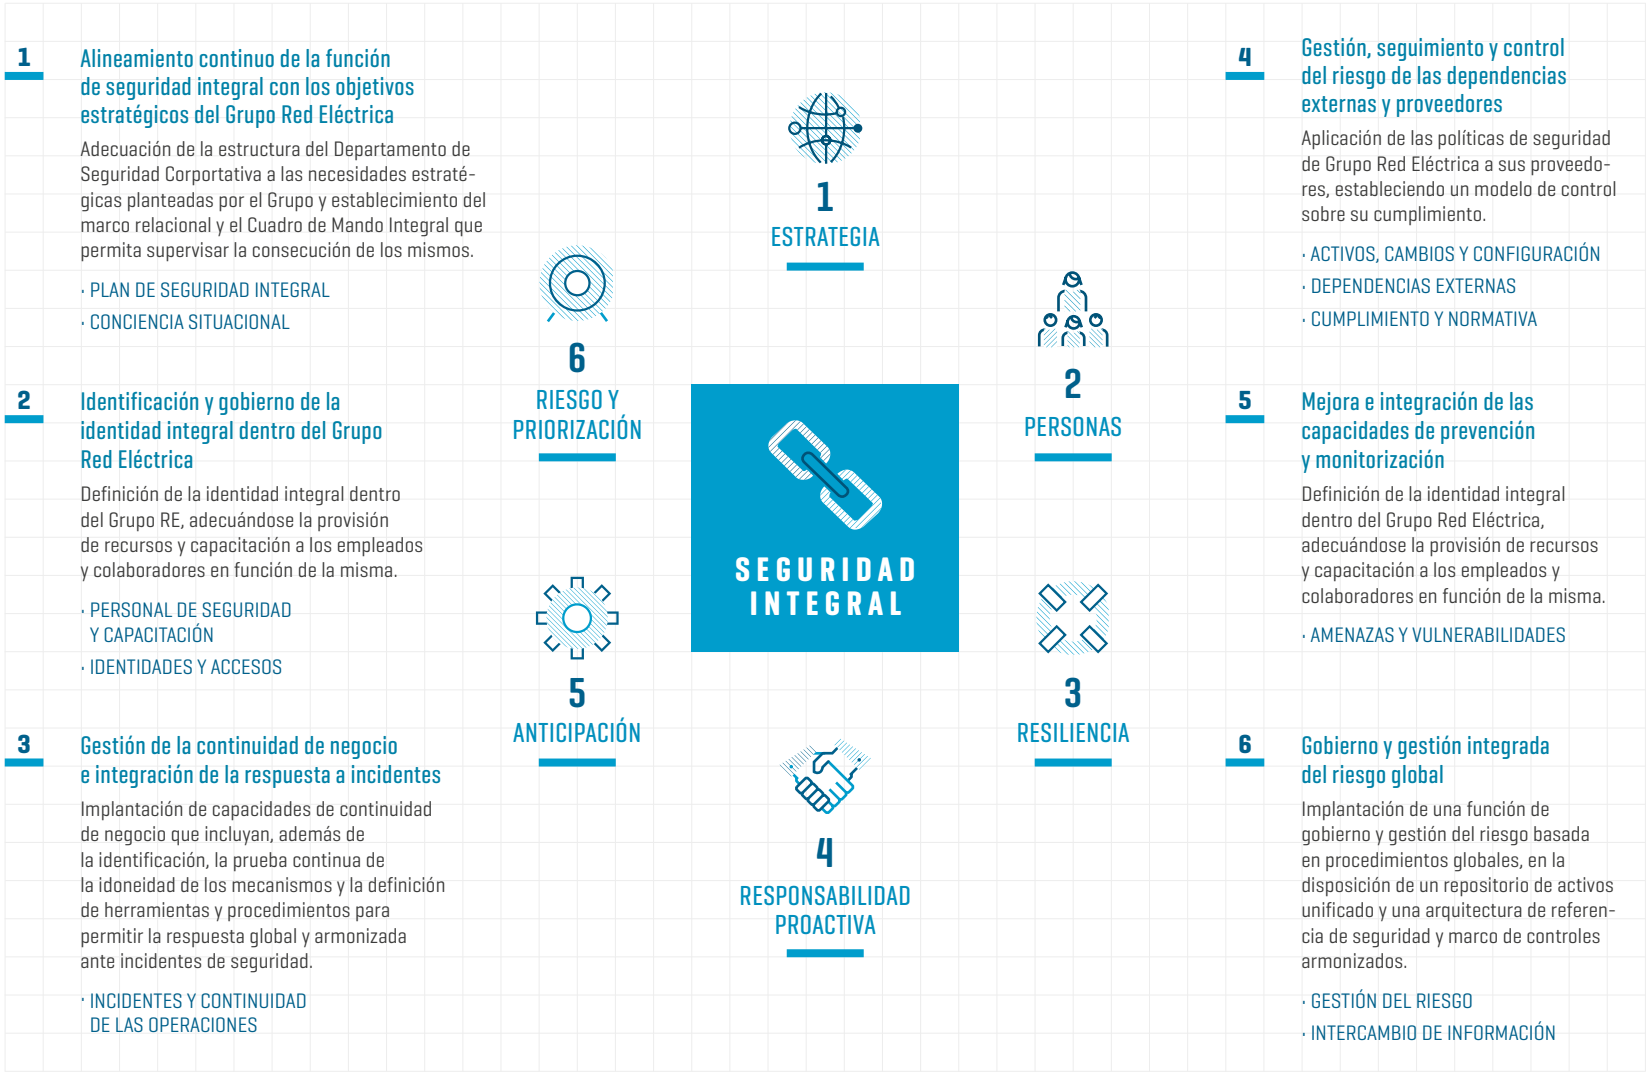 1
Alineamiento continuo de la función
de seguridad integral con los objetivos
estratégicos del Grupo Red Eléctrica
Adecuación de la estructura del Departamento de
Seguridad Corportativa a las necesidades estraté-
gicas planteadas por el Grupo y establecimiento del
marco relacional y el Cuadro de Mando Integral que
permita supervisar la consecución de los mismos.
· PLAN DE SEGURIDAD INTEGRAL
· CONCIENCIA SITUACIONAL
2
Identificación y gobierno de la
identidad integral dentro del Grupo
Red Eléctrica
Definición de la identidad integral dentro
del Grupo RE, adecuándose la provisión
de recursos y capacitación a los empleados
y colaboradores en función de la misma.
· PERSONAL DE SEGURIDAD
Y CAPACITACIÓN
· IDENTIDADES Y ACCESOS
3
Gestión de la continuidad de negocio
e integración de la respuesta a incidentes
Implantación de capacidades de continuidad
de negocio que incluyan, además de
la identificación, la prueba continua de
la idoneidad de los mecanismos y la definición
de herramientas y procedimientos para
permitir la respuesta global y armonizada
ante incidentes de seguridad.
· INCIDENTES Y CONTINUIDAD
DE LAS OPERACIONES
1
ESTRATEGIA
2
PERSONAS
3
RESILIENCIA
4
RESPONSABILIDAD
PROACTIVA
5
ANTICIPACIÓN
6
RIESGO Y
PRIORIZACIÓN
SEGURIDAD
INTEGRAL
4
Gestión, seguimiento y control
del riesgo de las dependencias
externas y proveedores
Aplicación de las políticas de seguridad
de Grupo Red Eléctrica a sus proveedo-
res, estableciendo un modelo de control
sobre su cumplimiento.
· ACTIVOS, CAMBIOS Y CONFIGURACIÓN
· DEPENDENCIAS EXTERNAS
· CUMPLIMIENTO Y NORMATIVA
5
Mejora e integración de las
capacidades de prevención
y monitorización
Definición de la identidad integral
dentro del Grupo Red Eléctrica,
adecuándose la provisión de recursos
y capacitación a los empleados y
colaboradores en función de la misma.
· AMENAZAS Y VULNERABILIDADES
6
Gobierno y gestión integrada
del riesgo global
Implantación de una función de
gobierno y gestión del riesgo basada
en procedimientos globales, en la
disposición de un repositorio de activos
unificado y una arquitectura de referen-
cia de seguridad y marco de controles
armonizados.
· GESTIÓN DEL RIESGO
· INTERCAMBIO DE INFORMACIÓN